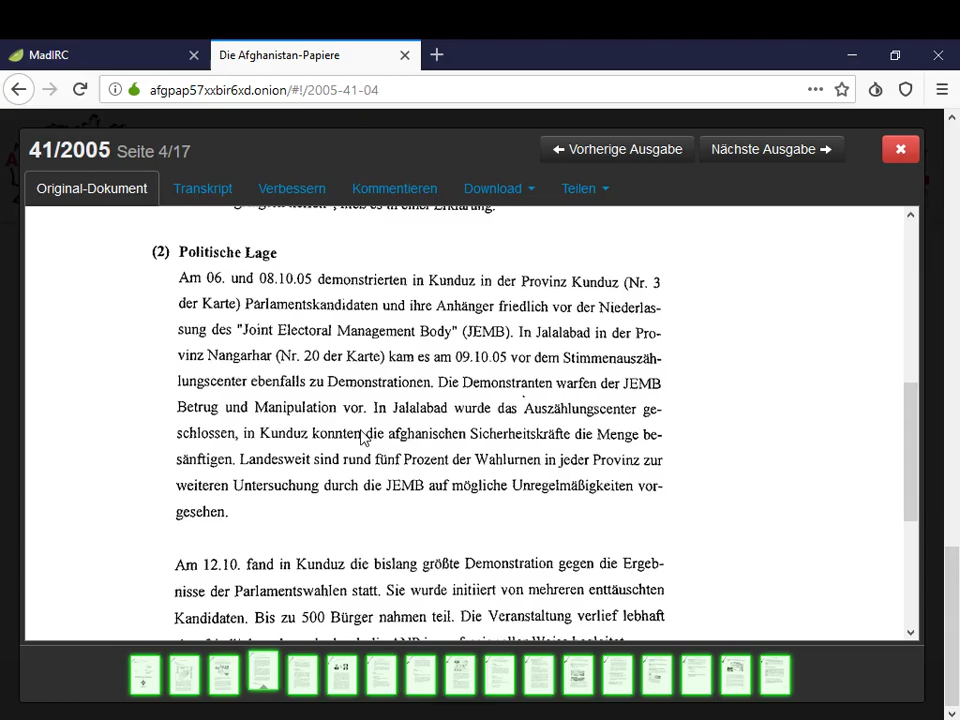 MadIRC
Die Afghanistan-Papiere
afgpap57xxbir6xd.onion/#!/2005-41-04
41/2005 Seite 4/17
Vorherige Ausgabe
Nächste Ausgabe
Original-Dokument
Transkript
Verbessern
Kommentieren
Download
Teilen
hieß es in einer Erklärung.
(2) Politische Lage
Am 06. und 08.10.05 demonstrierten in Kunduz in der Provinz Kunduz (Nr. 3
der Karte) Parlamentskandidaten und ihre Anhänger friedlich vor der Niederlas-
sung des "Joint Electoral Management Body" (JEMB). In Jalalabad in der Pro-
vinz Nangarhar (Nr. 20 der Karte) kam es am 09.10.05 vor dem Stimmenauszäh-
lungscenter ebenfalls zu Demonstrationen. Die Demonstranten warfen der JEMB
Betrug und Manipulation vor. In Jalalabad wurde das Auszählungscenter ge-
schlossen, in Kunduz konnten die afghanischen Sicherheitskräfte die Menge be-
sänftigen. Landesweit sind rund fünf Prozent der Wahlurnen in jeder Provinz zur
weiteren Untersuchung durch die JEMB auf mögliche Unregelmäßigkeiten vor-
gesehen.
Am 12.10. fand in Kunduz die bislang größte Demonstration gegen die Ergeb-
nisse der Parlamentswahlen statt. Sie wurde initiiert von mehreren enttäuschten
Kandidaten. Bis zu 500 Bürger nahmen teil. Die Veranstaltung verlief lebhaft